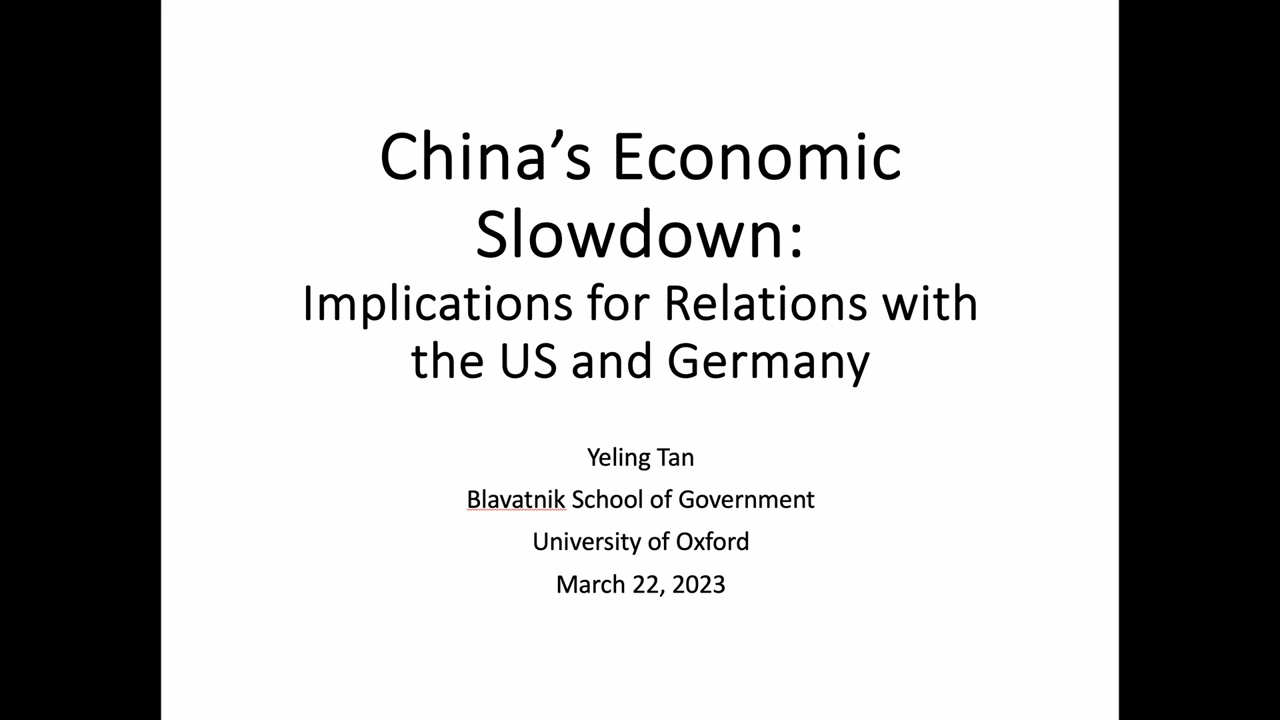 China’s Economic
Slowdown:
Implications for Relations with
the US and Germany
Yeling Tan
Blavatnik School of Government
University of Oxford
March 22, 2023